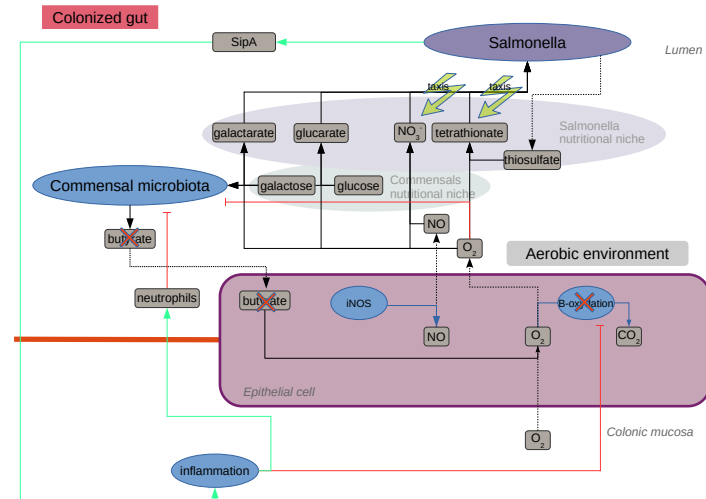 Colonized gut
SipA
Salmonella
Lumen
taxis
taxis
galactarate
glucarate
NO3-
tetrathionate
Salmonella
nutritional niche
thiosulfate
Commensal microbiota
galactose
glucose
Commensals
nutritional niche
butyrate
NO
O2
Aerobic environment
neutrophils
butyrate
iNOS
B-oxydation
NO
O2
CO2
Epithelial cell
Colonic mucosa
O2
inflammation